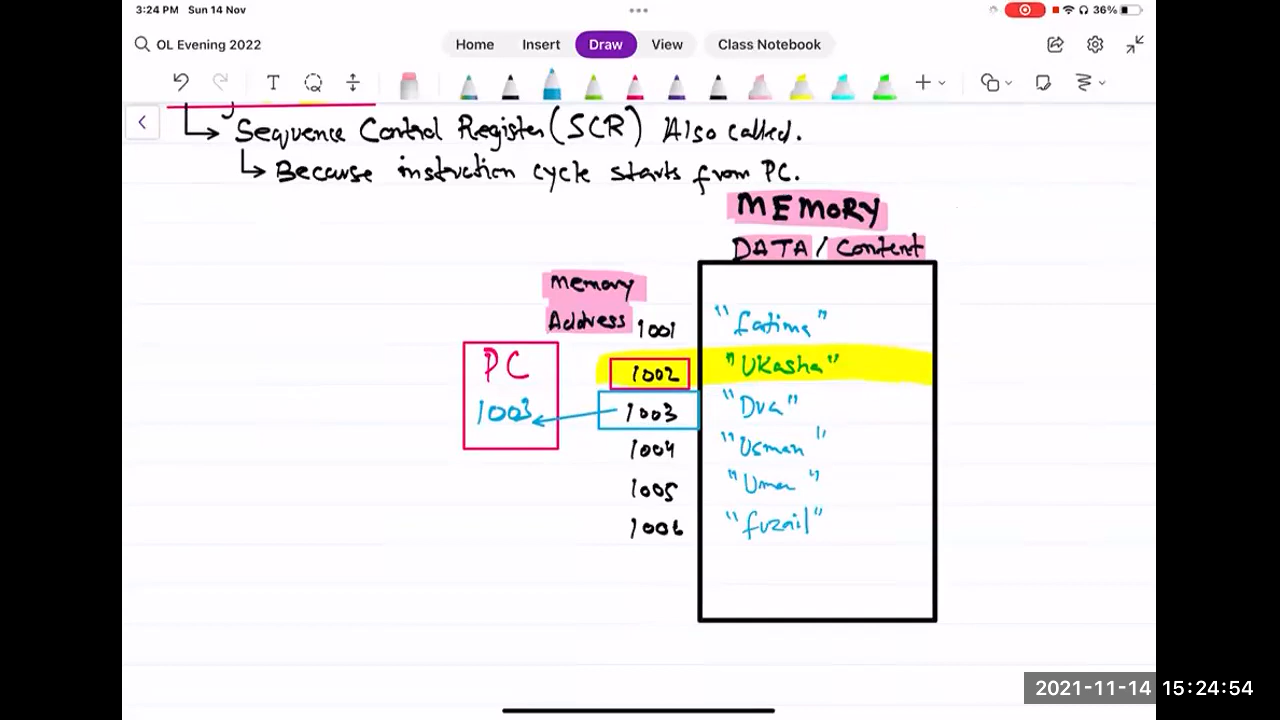 3:24 PM Sun 14 Nov
36%
OL Evening 2022
Home Insert Draw View Class Notebook
T
Sequence Control Register (SCR) Also called.
Because instruction cycle starts from PC.
MEMORY
DATA / Content
Memory
Address
1001 "fatima"
PC
1002 "Ukasha"
1003
1003 "Dua"
1004 "Usman"
1005 "Umer"
1006 "fuzail"
2021-11-14 15:24:54